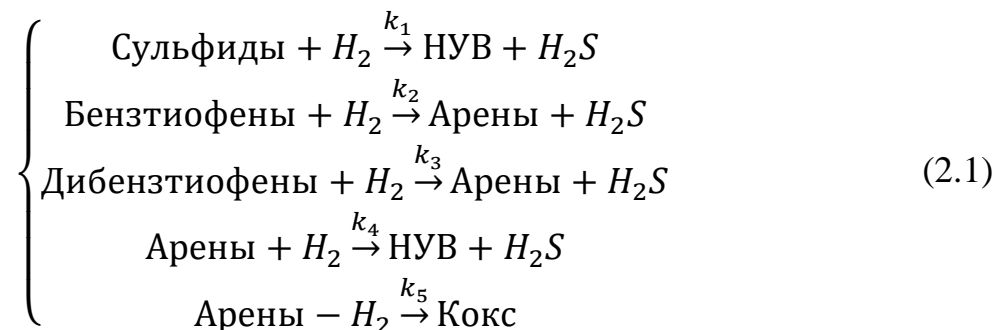 Сульфиды + H₂ →k₁ НУВ + H₂S
Бензтиофены + H₂ →k₂ Арены + H₂S
Дибензтиофены + H₂ →k₃ Арены + H₂S (2.1)
Арены + H₂ →k₄ НУВ + H₂S
Арены − H₂ →k₅ Кокс